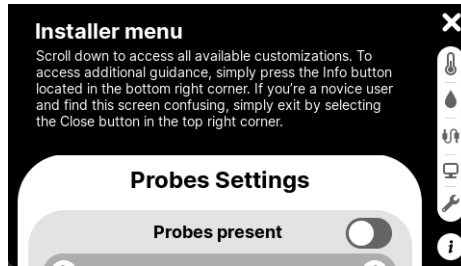 Installer menu
Scroll down to access all available customizations. To
access additional guidance, simply press the Info button
located in the bottom right corner. If you're a novice user
and find this screen confusing, simply exit by selecting
the Close button in the top right corner.
Probes Settings
Probes present
i